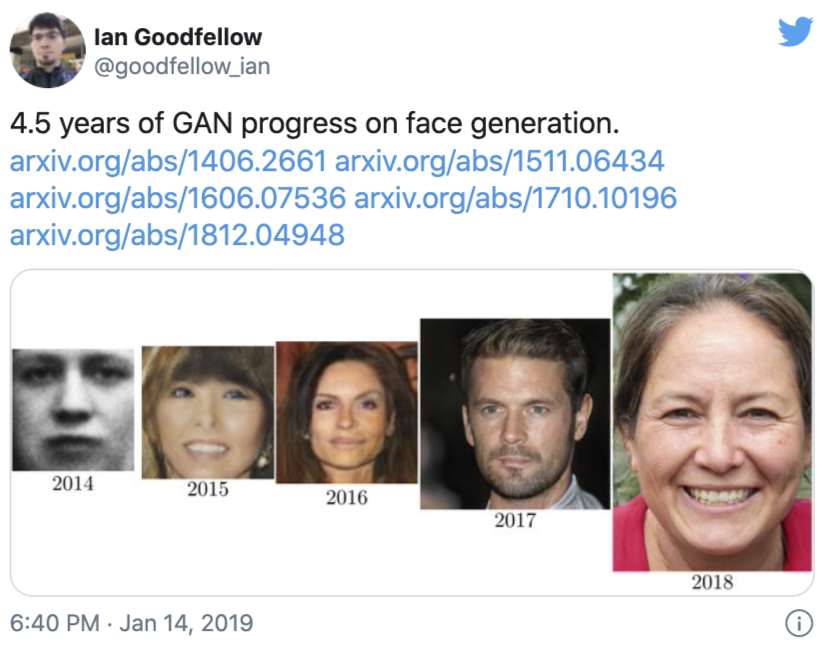 Ian Goodfellow
@goodfellow_ian
4.5 years of GAN progress on face generation.
arxiv.org/abs/1406.2661 arxiv.org/abs/1511.06434
arxiv.org/abs/1606.07536 arxiv.org/abs/1710.10196
arxiv.org/abs/1812.04948
2014
2015
2016
2017
2018
6:40 PM · Jan 14, 2019